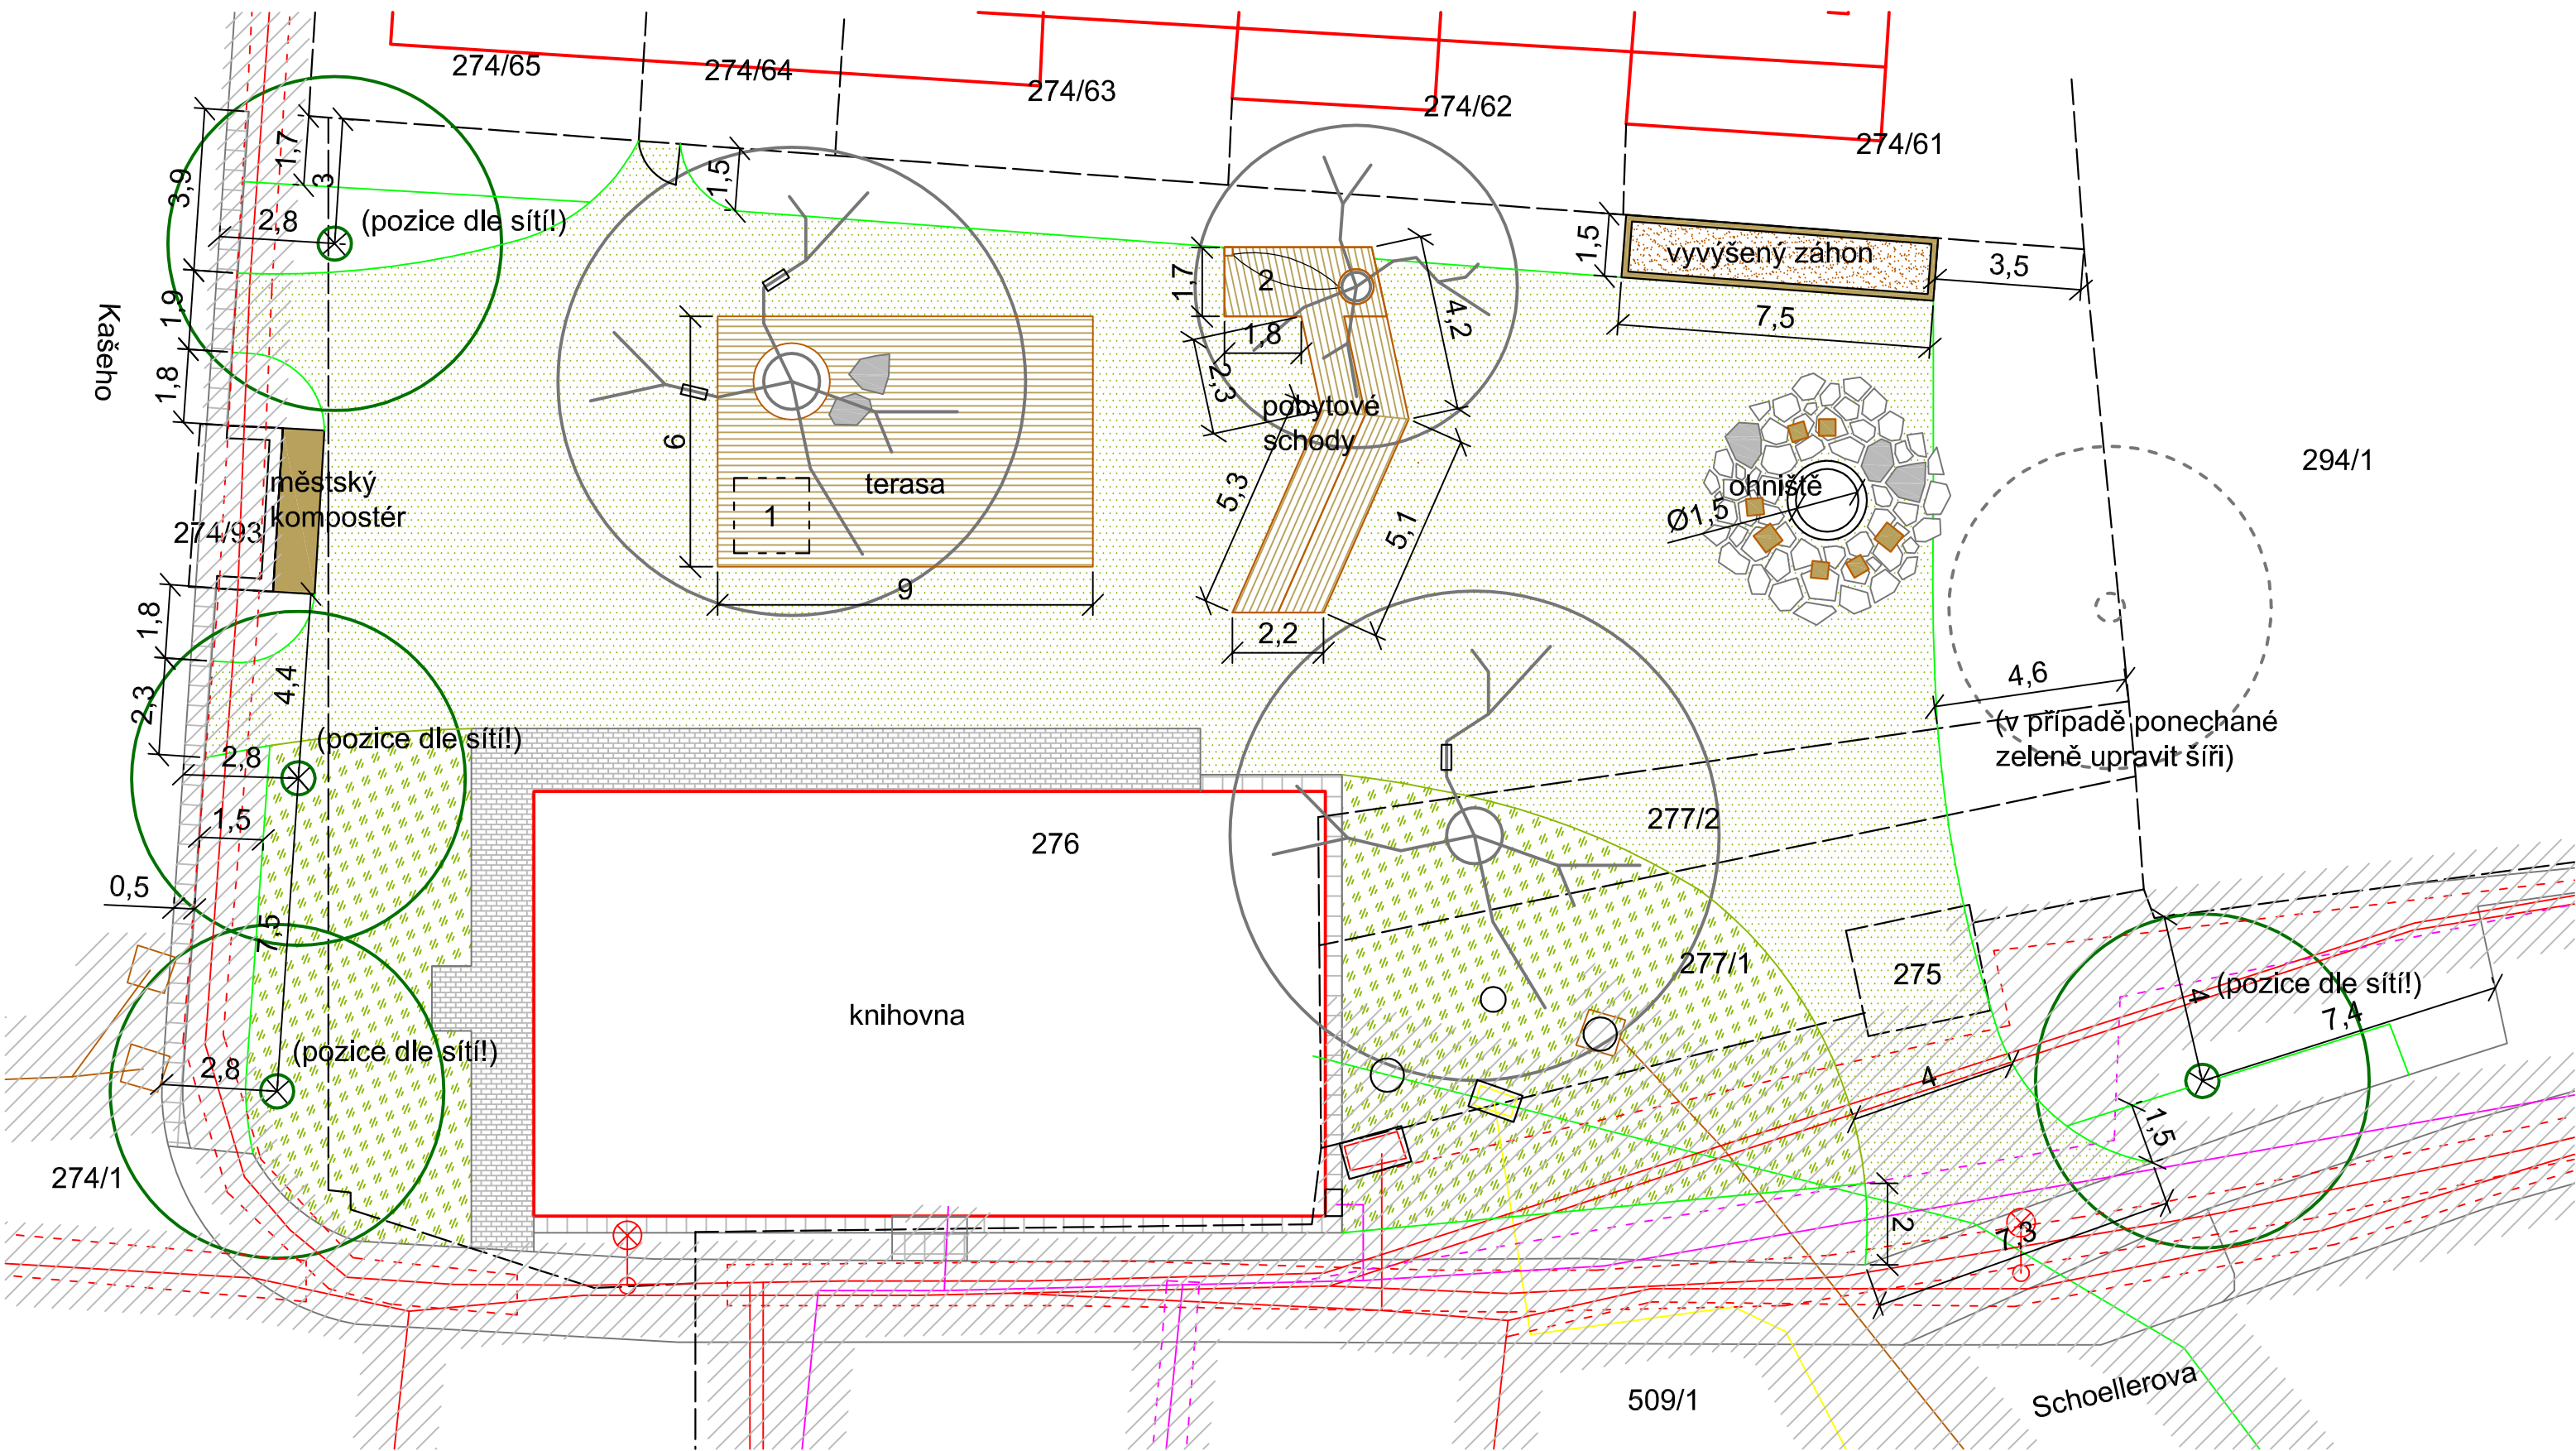 274/65
274/64
274/63
274/62
274/61
3,9
1,7
3
2,8
(pozice dle sítí!)
1,5
1,5
vyvýšený záhon
3,5
7,5
1,7
2
4,2
1,8
2,3
Kašeho
1,9
1,8
městský
kompostér
274/93
6
terasa
1
9
pobytové
schody
5,3
5,1
2,2
ohniště
Ø1,5
294/1
1,8
2,3
4,4
(pozice dle sítí!)
2,8
1,5
0,5
7,5
(pozice dle sítí!)
2,8
274/1
276
knihovna
277/2
277/1
275
4,6
(v případě ponechané
zeleně upravit šíři)
4
(pozice dle sítí!)
7,4
4
1,5
2
7,3
509/1
Schoellerova